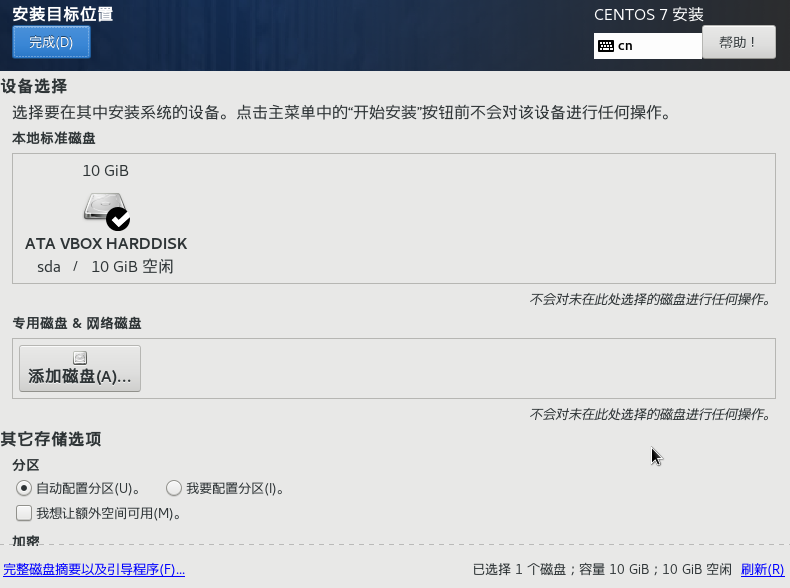 安装目标位置
CENTOS 7 安装
完成(D)
cn
帮助！
设备选择
选择要在其中安装系统的设备。点击主菜单中的“开始安装”按钮前不会对该设备进行任何操作。
本地标准磁盘
10 GiB
ATA VBOX HARDDISK
sda / 10 GiB 空闲
不会对未在此处选择的磁盘进行任何操作。
专用磁盘 & 网络磁盘
添加磁盘(A)...
不会对未在此处选择的磁盘进行任何操作。
其它存储选项
分区
自动配置分区(U)。 我要配置分区(I)。
我想让额外空间可用(M)。
加密
完整磁盘摘要以及引导程序(F)...
已选择 1 个磁盘；容量 10 GiB；10 GiB 空闲 刷新(R)